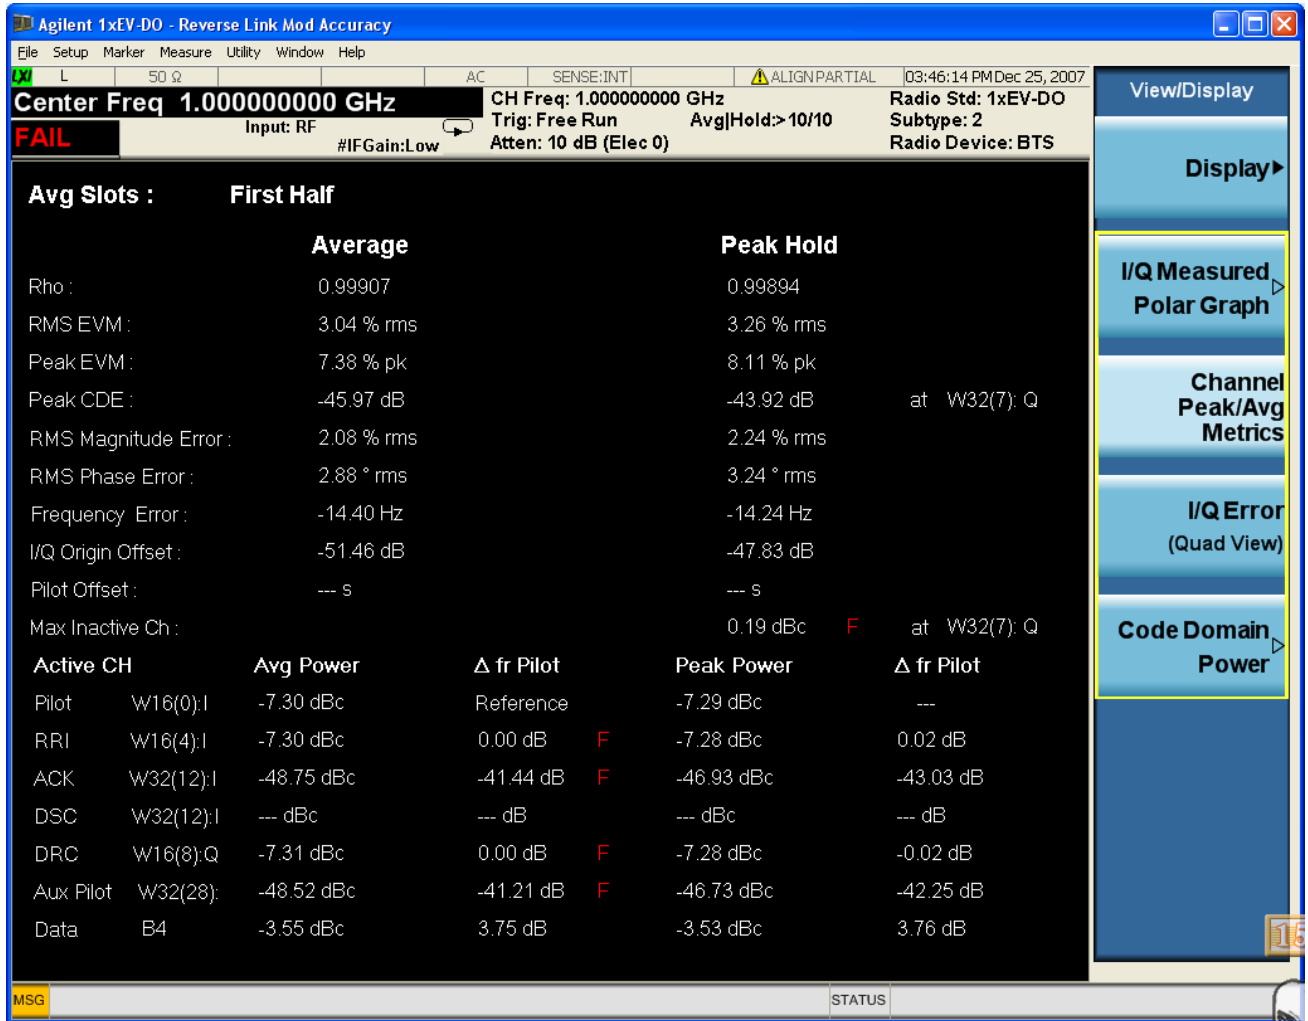 Agilent 1xEV-DO - Reverse Link Mod Accuracy
File Setup Marker Measure Utility Window Help
LXI L 50 Ω AC SENSE:INT ALIGN PARTIAL 03:46:14 PM Dec 25, 2007
Center Freq 1.000000000 GHz
CH Freq: 1.000000000 GHz Radio Std: 1xEV-DO
Input: RF Trig: Free Run Avg|Hold:>10/10 Subtype: 2
FAIL #IFGain:Low Atten: 10 dB (Elec 0) Radio Device: BTS
Avg Slots : First Half
Average Peak Hold
Rho : 0.99907 0.99894
RMS EVM : 3.04 % rms 3.26 % rms
Peak EVM : 7.38 % pk 8.11 % pk
Peak CDE : -45.97 dB -43.92 dB at W32(7): Q
RMS Magnitude Error : 2.08 % rms 2.24 % rms
RMS Phase Error : 2.88 ° rms 3.24 ° rms
Frequency Error : -14.40 Hz -14.24 Hz
I/Q Origin Offset : -51.46 dB -47.83 dB
Pilot Offset : --- s --- s
Max Inactive Ch : 0.19 dBc F at W32(7): Q
Active CH Avg Power Δ fr Pilot Peak Power Δ fr Pilot
Pilot W16(0):I -7.30 dBc Reference -7.29 dBc ---
RRI W16(4):I -7.30 dBc 0.00 dB F -7.28 dBc 0.02 dB
ACK W32(12):I -48.75 dBc -41.44 dB F -46.93 dBc -43.03 dB
DSC W32(12):I --- dBc --- dB --- dBc --- dB
DRC W16(8):Q -7.31 dBc 0.00 dB F -7.28 dBc -0.02 dB
Aux Pilot W32(28): -48.52 dBc -41.21 dB F -46.73 dBc -42.25 dB
Data B4 -3.55 dBc 3.75 dB -3.53 dBc 3.76 dB
View/Display
Display
I/Q Measured
Polar Graph
Channel
Peak/Avg
Metrics
I/Q Error
(Quad View)
Code Domain
Power
15
MSG STATUS